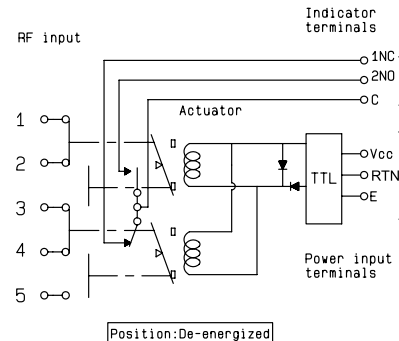 Indicator
terminals
RF input
1NC
2NO
C
Actuator
1
2
3
4
5
TTL
Vcc
RTN
E
Power input
terminals
Position:De-energized